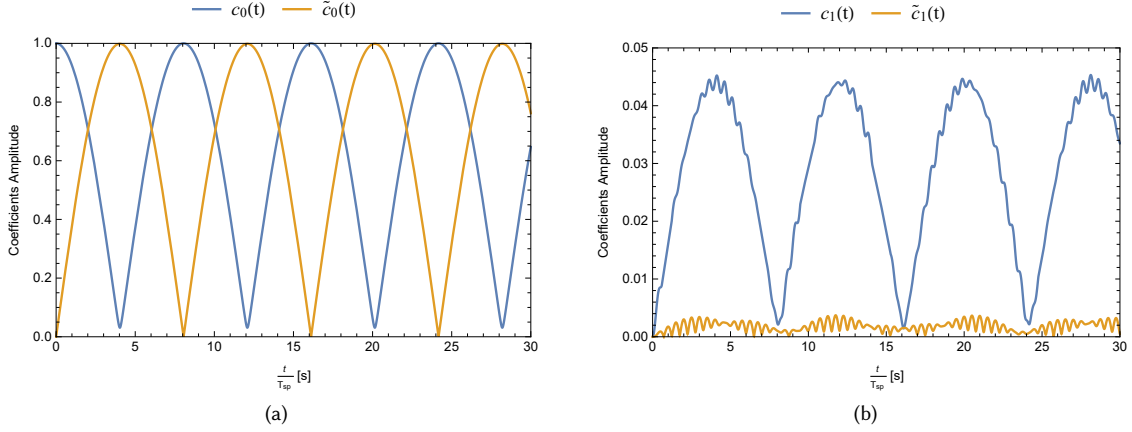 c₀(t) c̃₀(t)
1.0
0.8
0.6
0.4
0.2
0.0
Coefficients Amplitude
0 5 10 15 20 25 30
t/T_sp [s]
(a)
c₁(t) c̃₁(t)
0.05
0.04
0.03
0.02
0.01
0.00
Coefficients Amplitude
0 5 10 15 20 25 30
t/T_sp [s]
(b)